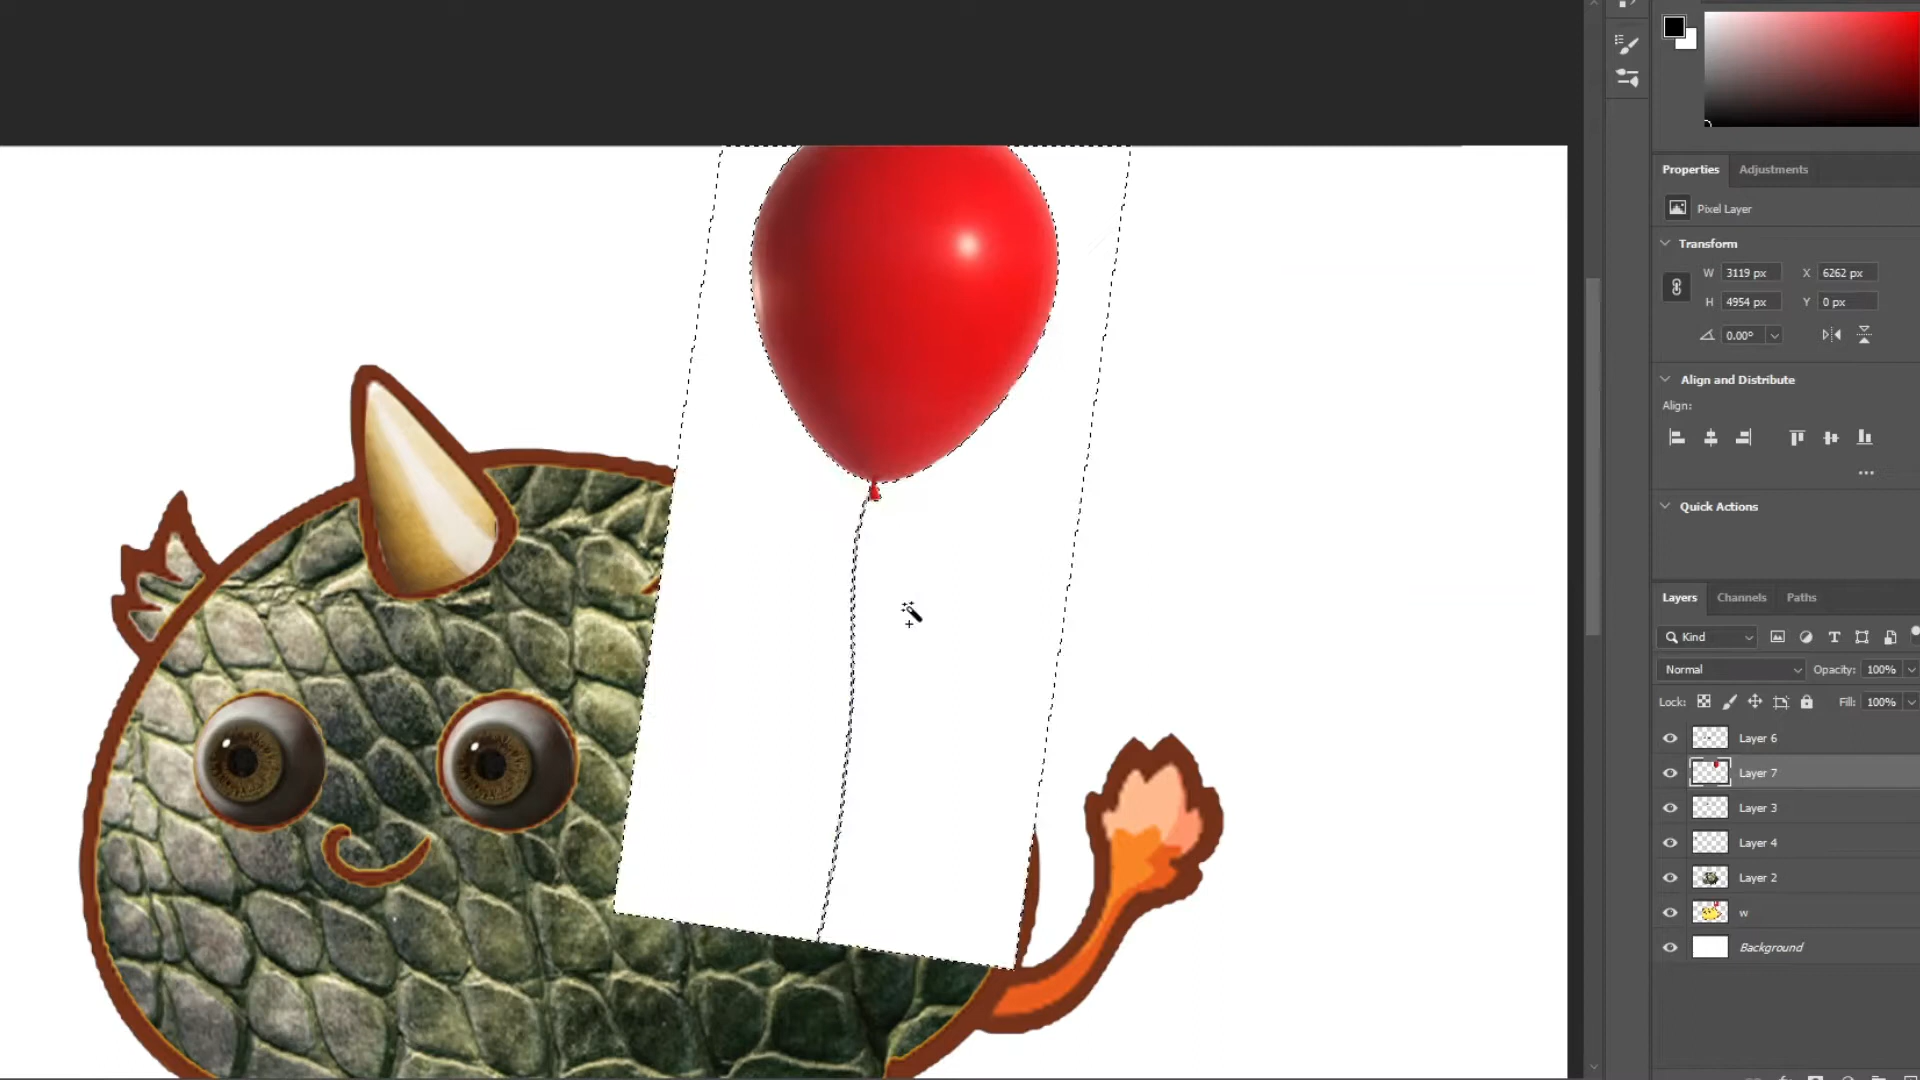 Properties Adjustments
Pixel Layer
Transform
W 3119 px X 6262 px
H 4954 px Y 0 px
0.00°
Align and Distribute
Align:
Quick Actions
Layers Channels Paths
Kind
Normal Opacity: 100%
Lock: Fill: 100%
Layer 6
Layer 7
Layer 3
Layer 4
Layer 2
w
Background